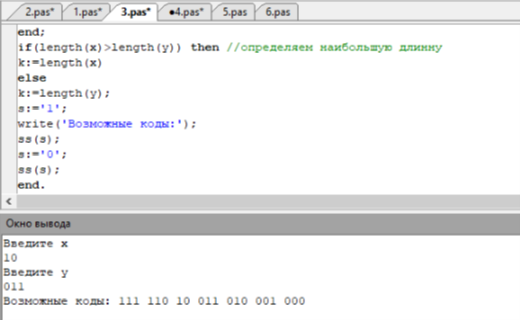 2.pas* 1.pas* 3.pas* ●4.pas* 5.pas 6.pas
end;
if(length(x)>length(y)) then //определяем наибольшую длинну
k:=length(x)
else
k:=length(y);
s:='1';
write('Возможные коды:');
ss(s);
s:='0';
ss(s);
end.
Окно вывода
Введите x
10
Введите y
011
Возможные коды: 111 110 10 011 010 001 000